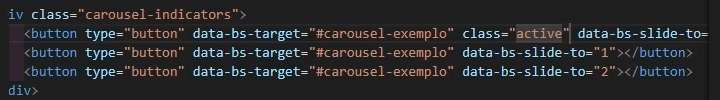 iv class="carousel-indicators">
<button type="button" data-bs-target="#carousel-exemplo" class="active" data-bs-slide-to=
<button type="button" data-bs-target="#carousel-exemplo" data-bs-slide-to="1"></button>
<button type="button" data-bs-target="#carousel-exemplo" data-bs-slide-to="2"></button>
div>